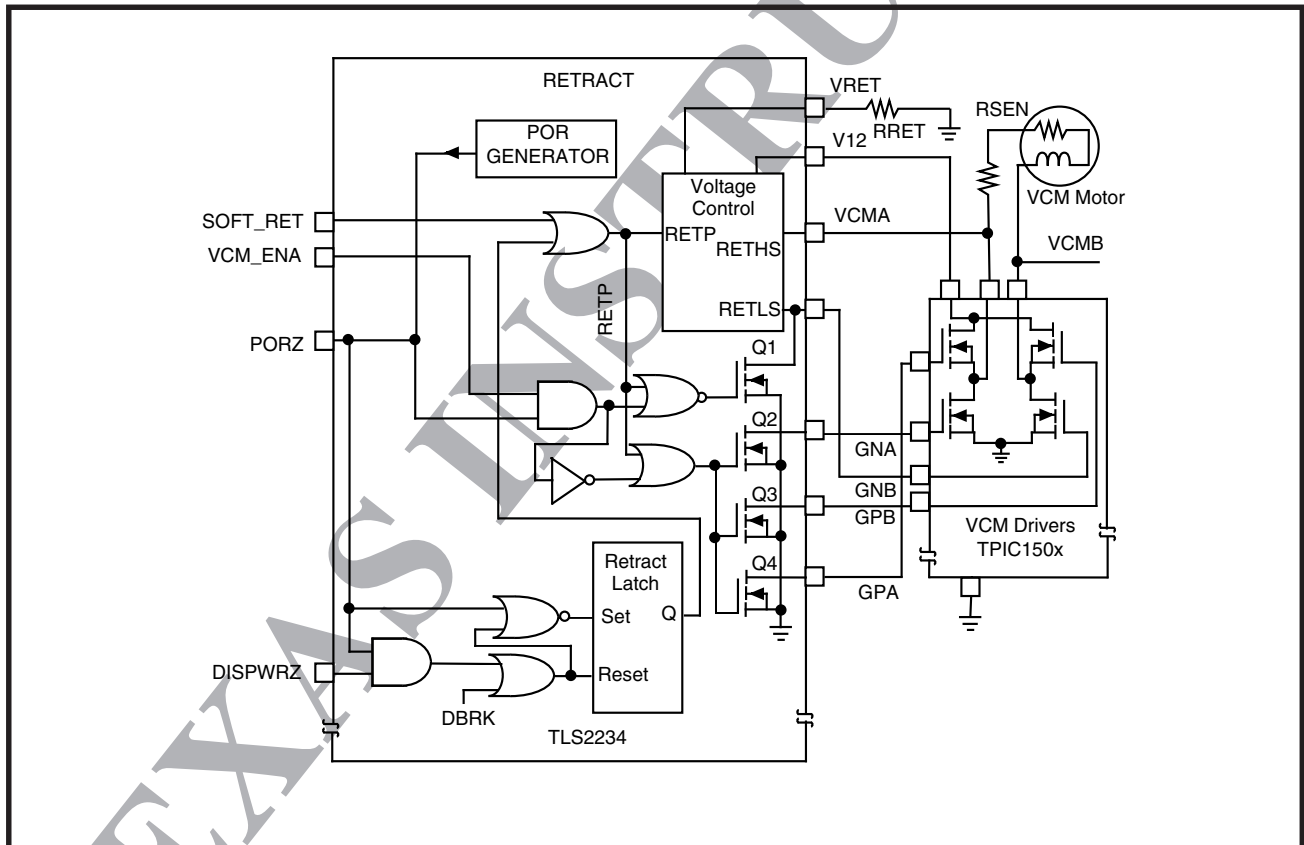 RETRACT
VRET
RSEN
RRET
POR
GENERATOR
V12
Voltage
Control
VCM Motor
SOFT_RET
RETP
VCMA
VCM_ENA
RETHS
VCMB
RETP
RETLS
PORZ
Q1
Q2
GNA
GNB
Q3
GPB
VCM Drivers
TPIC150x
Retract
Latch
Q4
Set
Q
GPA
DISPWRZ
Reset
DBRK
TLS2234
EXAS INSTRU